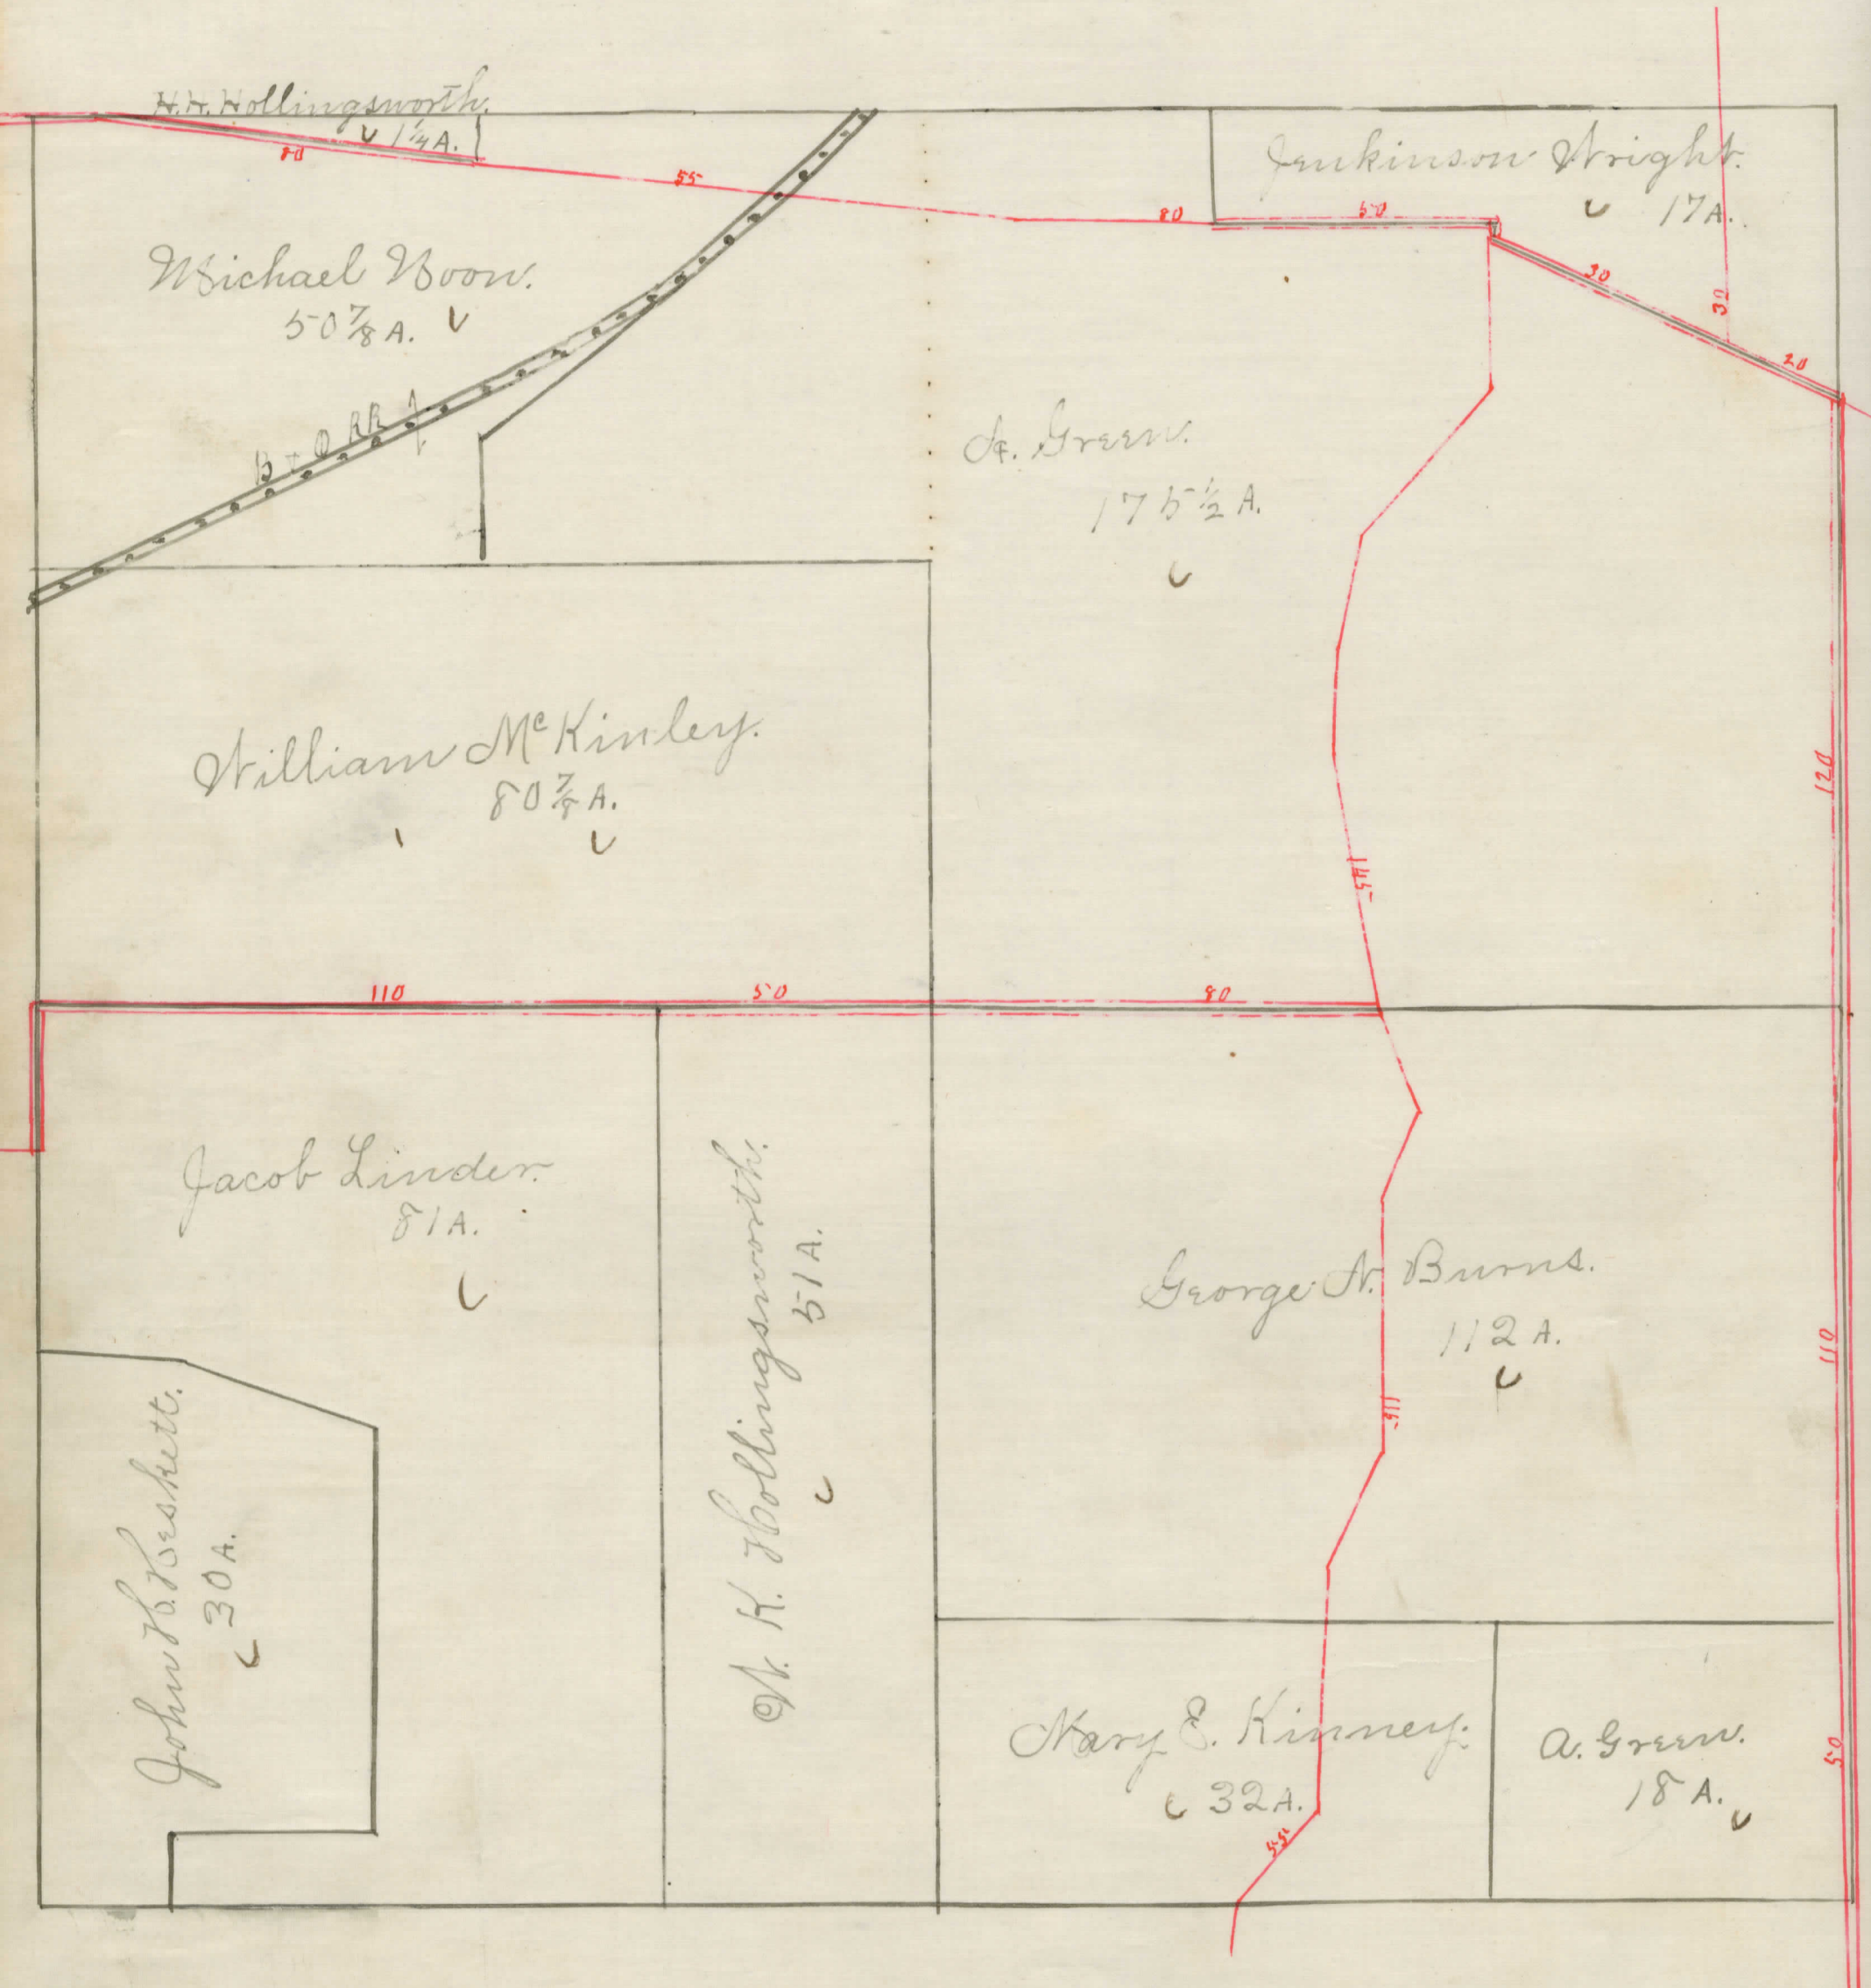 H. H. Hollingsworth.
1 1/4 A.
80
55
80
50
Jenkinson Wright.
17 A.
30
30
20
Michael Noon.
50 7/8 A.
B + O RR
A. Green.
175 1/2 A.
William McKinley.
80 7/8 A.
120
145
110
50
80
Jacob Linder.
81 A.
N. K. Hollingsworth.
51 A.
George N. Burns.
112 A.
110
115
John H. Heskett.
30 A.
Mary E. Kinney.
32 A.
A. Green.
18 A.
50
55